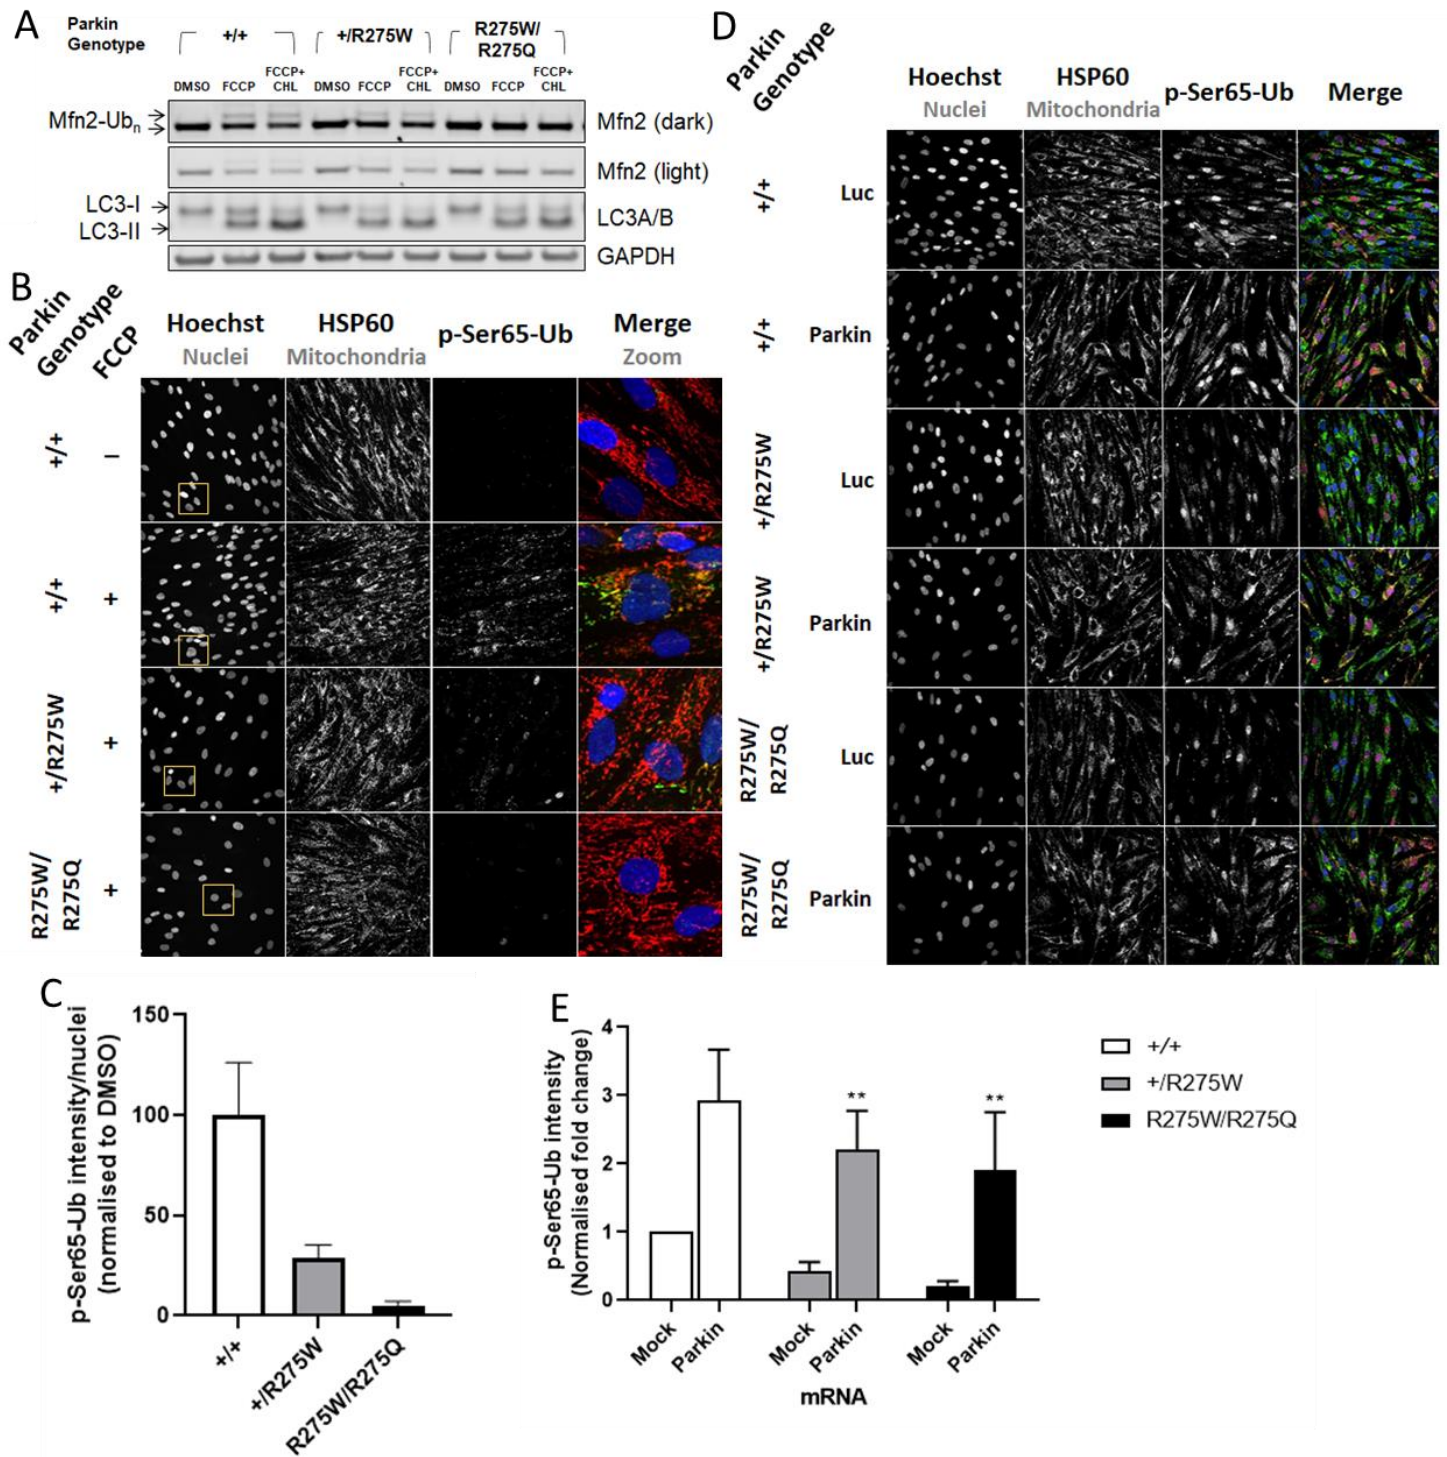 A
Parkin
Genotype
+/+
+/R275W
R275W/
R275Q
DMSO
FCCP
FCCP+
CHL
DMSO
FCCP
FCCP+
CHL
DMSO
FCCP
FCCP+
CHL
Mfn2-Ubn
Mfn2 (dark)
Mfn2 (light)
LC3-I
LC3-II
LC3A/B
GAPDH
B
Parkin
Genotype
FCCP
Hoechst
Nuclei
HSP60
Mitochondria
p-Ser65-Ub
Merge
Zoom
+/+
–
+/+
+
+/R275W
+
R275W/
R275Q
+
C
p-Ser65-Ub intensity/nuclei
(normalised to DMSO)
150
100
50
0
+/+
+/R275W
R275W/R275Q
D
Parkin
Genotype
Hoechst
Nuclei
HSP60
Mitochondria
p-Ser65-Ub
Merge
+/+
Luc
+/+
Parkin
+/R275W
Luc
+/R275W
Parkin
R275W/
R275Q
Luc
R275W/
R275Q
Parkin
E
p-Ser65-Ub intensity
(Normalised fold change)
4
3
2
1
0
**
**
Mock
Parkin
Mock
Parkin
Mock
Parkin
mRNA
+/+
+/R275W
R275W/R275Q